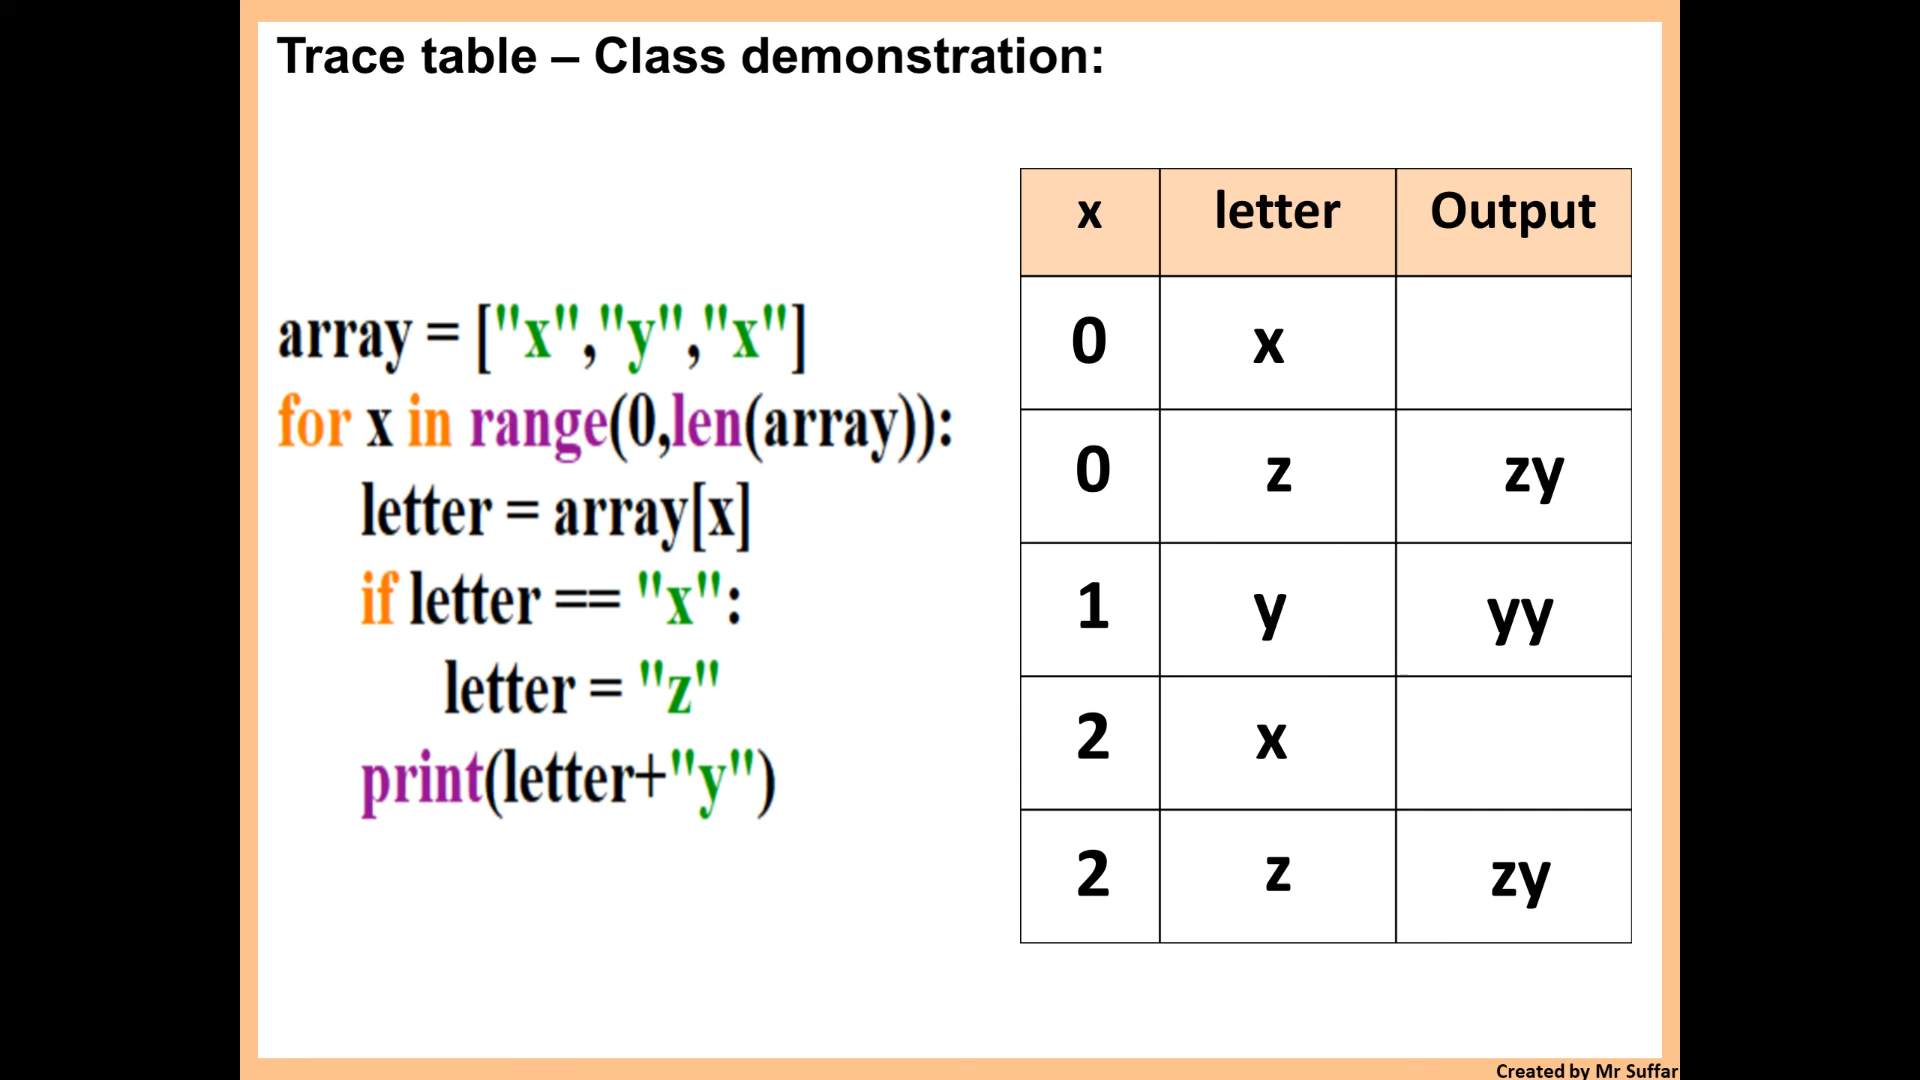 Trace table – Class demonstration:
array = ["x","y","x"]
for x in range(0,len(array)):
letter = array[x]
if letter == "x":
letter = "z"
print(letter+"y")
x letter Output
0 x
0 z zy
1 y yy
2 x
2 z zy
Created by Mr Suffar